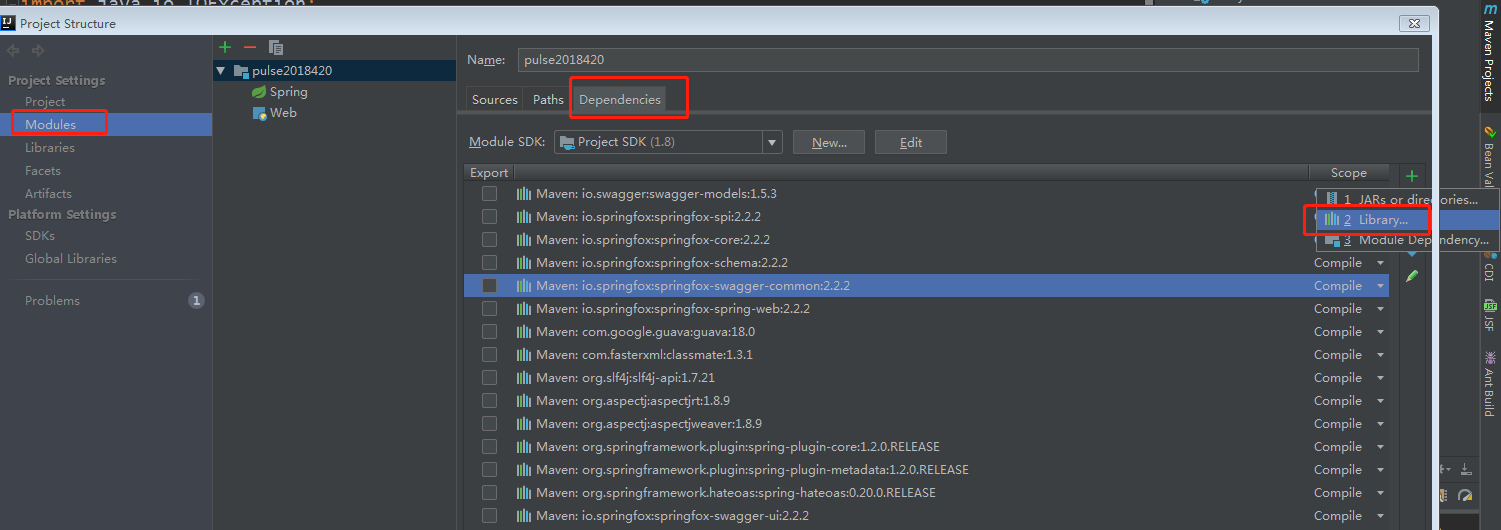 import java.io.IOException;
Project Structure
Project Settings
Project
Modules
Libraries
Facets
Artifacts
Platform Settings
SDKs
Global Libraries
Problems 1
pulse2018420
Spring
Web
Name: pulse2018420
Sources Paths Dependencies
Module SDK: Project SDK (1.8) New... Edit
Export Scope
Maven: io.swagger:swagger-models:1.5.3
Maven: io.springfox:springfox-spi:2.2.2
Maven: io.springfox:springfox-core:2.2.2
Maven: io.springfox:springfox-schema:2.2.2 Compile
Maven: io.springfox:springfox-swagger-common:2.2.2 Compile
Maven: io.springfox:springfox-spring-web:2.2.2 Compile
Maven: com.google.guava:guava:18.0 Compile
Maven: com.fasterxml:classmate:1.3.1 Compile
Maven: org.slf4j:slf4j-api:1.7.21 Compile
Maven: org.aspectj:aspectjrt:1.8.9 Compile
Maven: org.aspectj:aspectjweaver:1.8.9 Compile
Maven: org.springframework.plugin:spring-plugin-core:1.2.0.RELEASE Compile
Maven: org.springframework.plugin:spring-plugin-metadata:1.2.0.RELEASE Compile
Maven: org.springframework.hateoas:spring-hateoas:0.20.0.RELEASE Compile
Maven: io.springfox:springfox-swagger-ui:2.2.2 Compile
1 JARs or directories...
2 Library...
3 Module Dependency...
Maven Projects
Bean Val
CDI
JSF
Ant Build